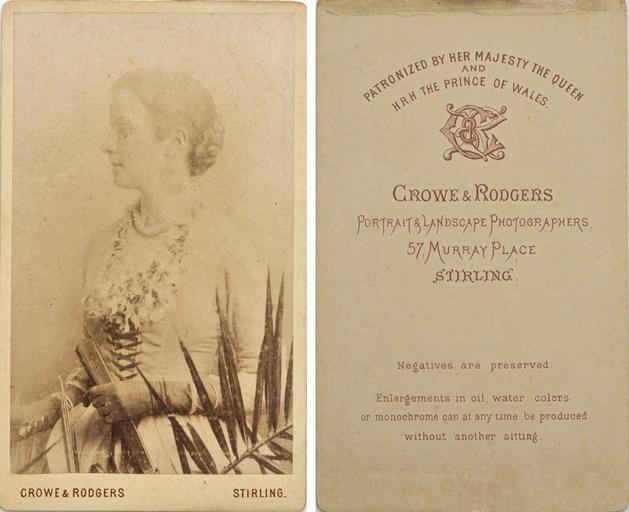 CROWE & RODGERS STIRLING.
PATRONIZED BY HER MAJESTY THE QUEEN
AND
H.R.H THE PRINCE OF WALES.
CROWE & RODGERS
PORTRAIT & LANDSCAPE PHOTOGRAPHERS
57, MURRAY PLACE
STIRLING.
Negatives are preserved.
Enlargements in oil, water colors
or monochrome can at any time be produced
without another sitting.